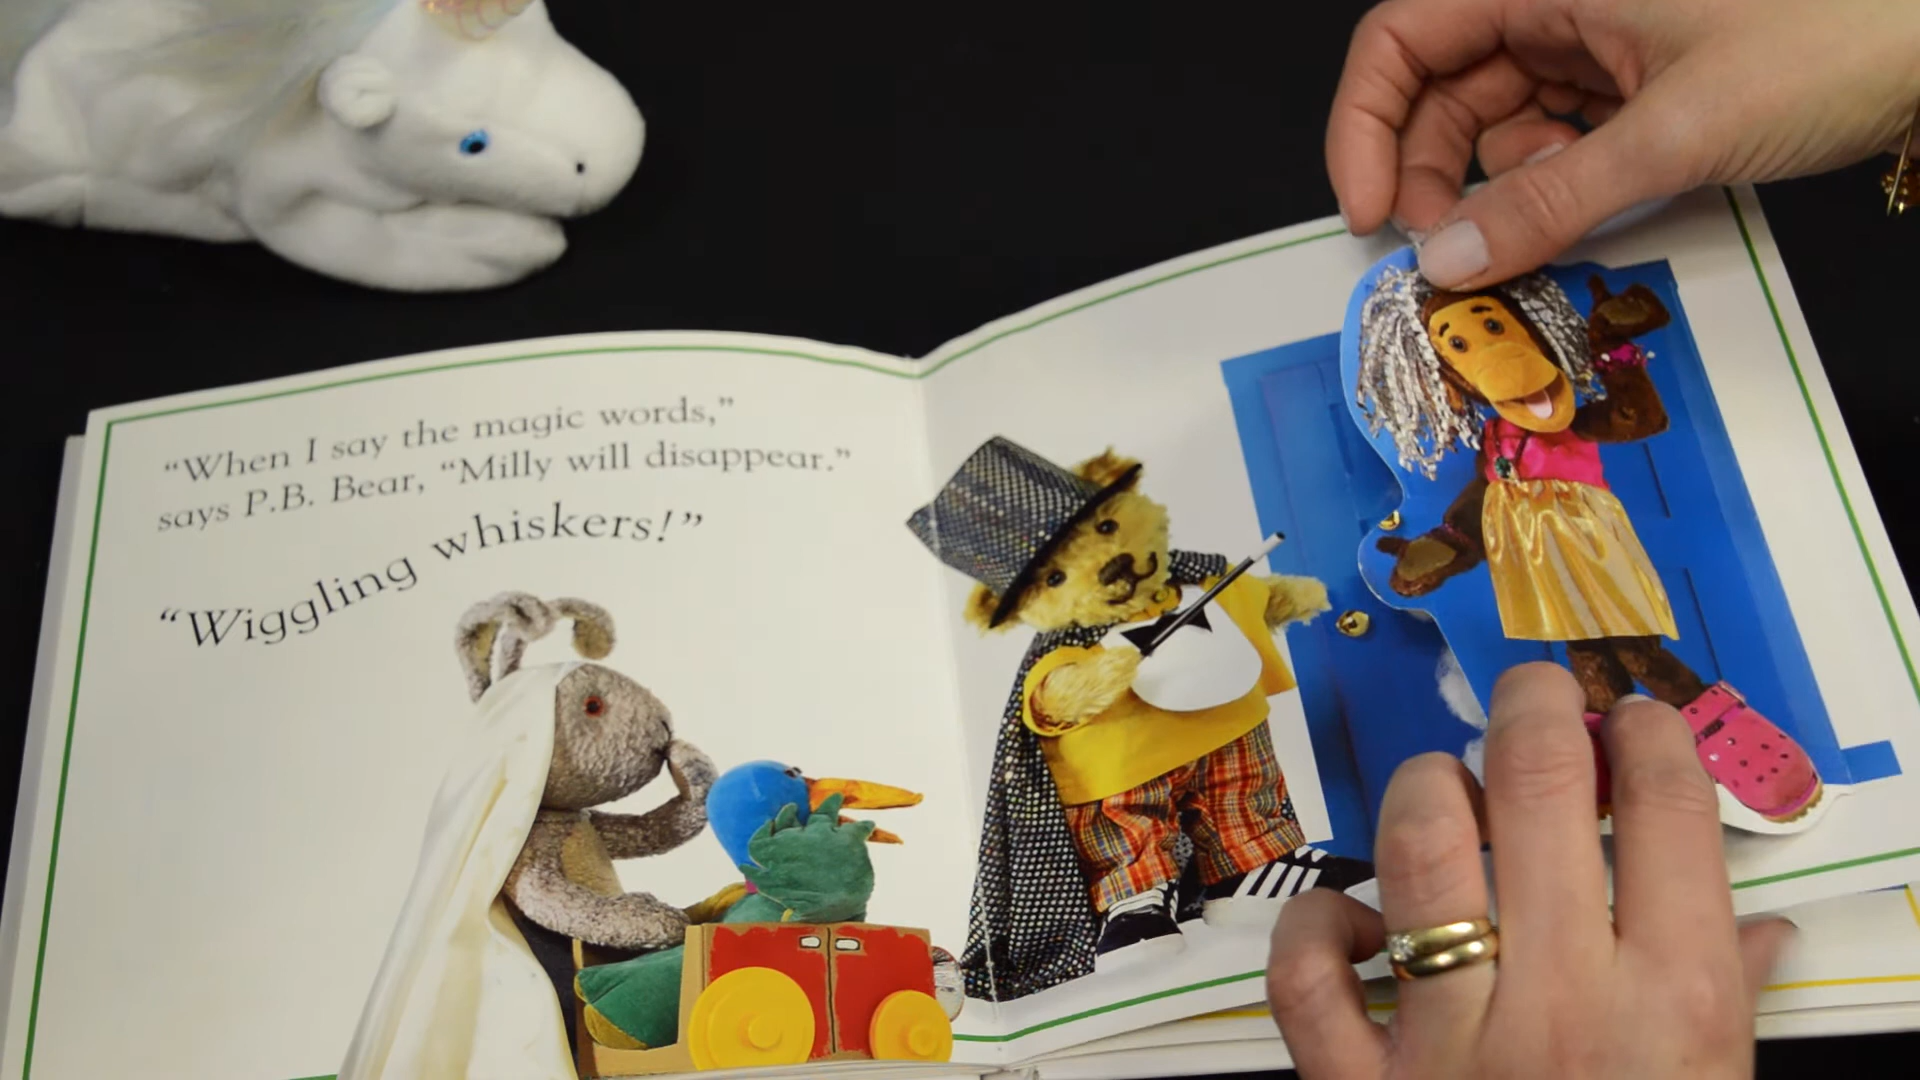 “When I say the magic words,”
says P.B. Bear, “Milly will disappear.”
“Wiggling whiskers!”